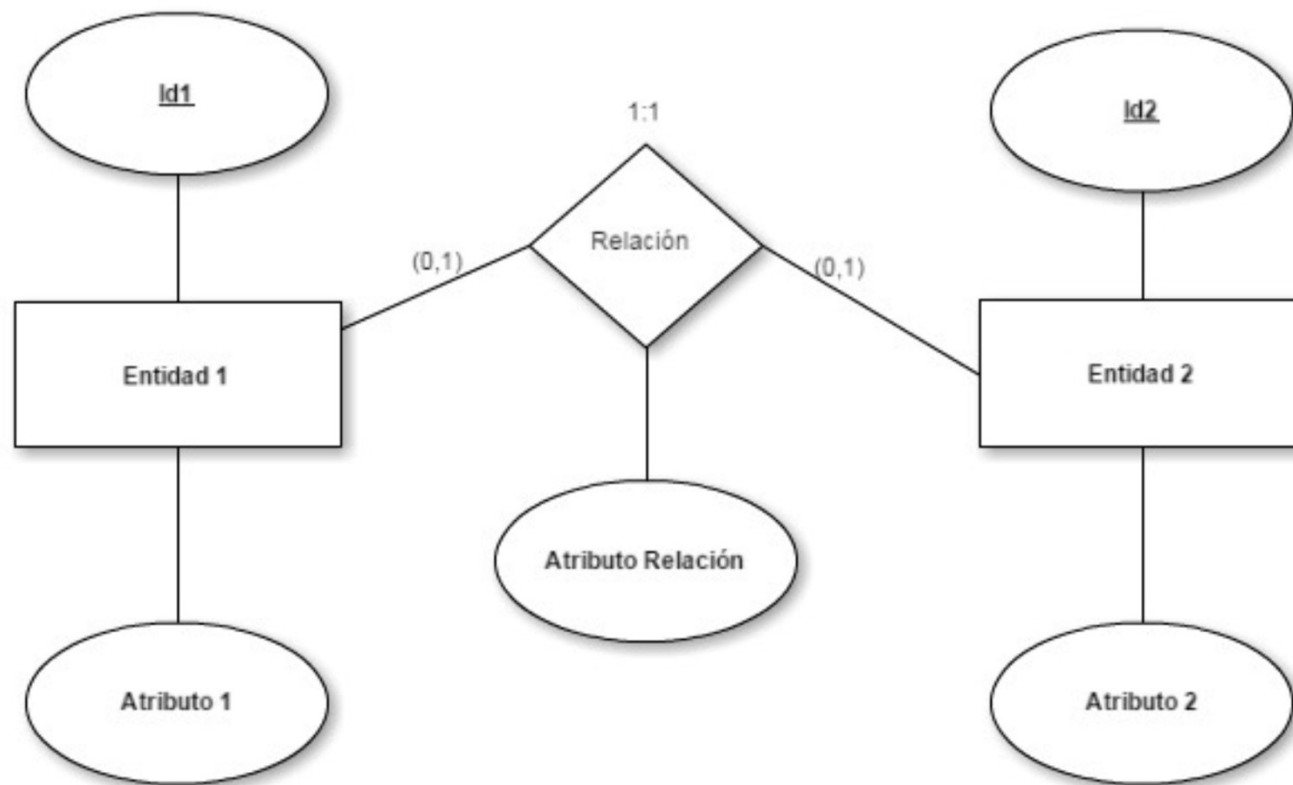 Id1
Id2
1:1
Relación
(0,1)
(0,1)
Entidad 1
Entidad 2
Atributo Relación
Atributo 1
Atributo 2